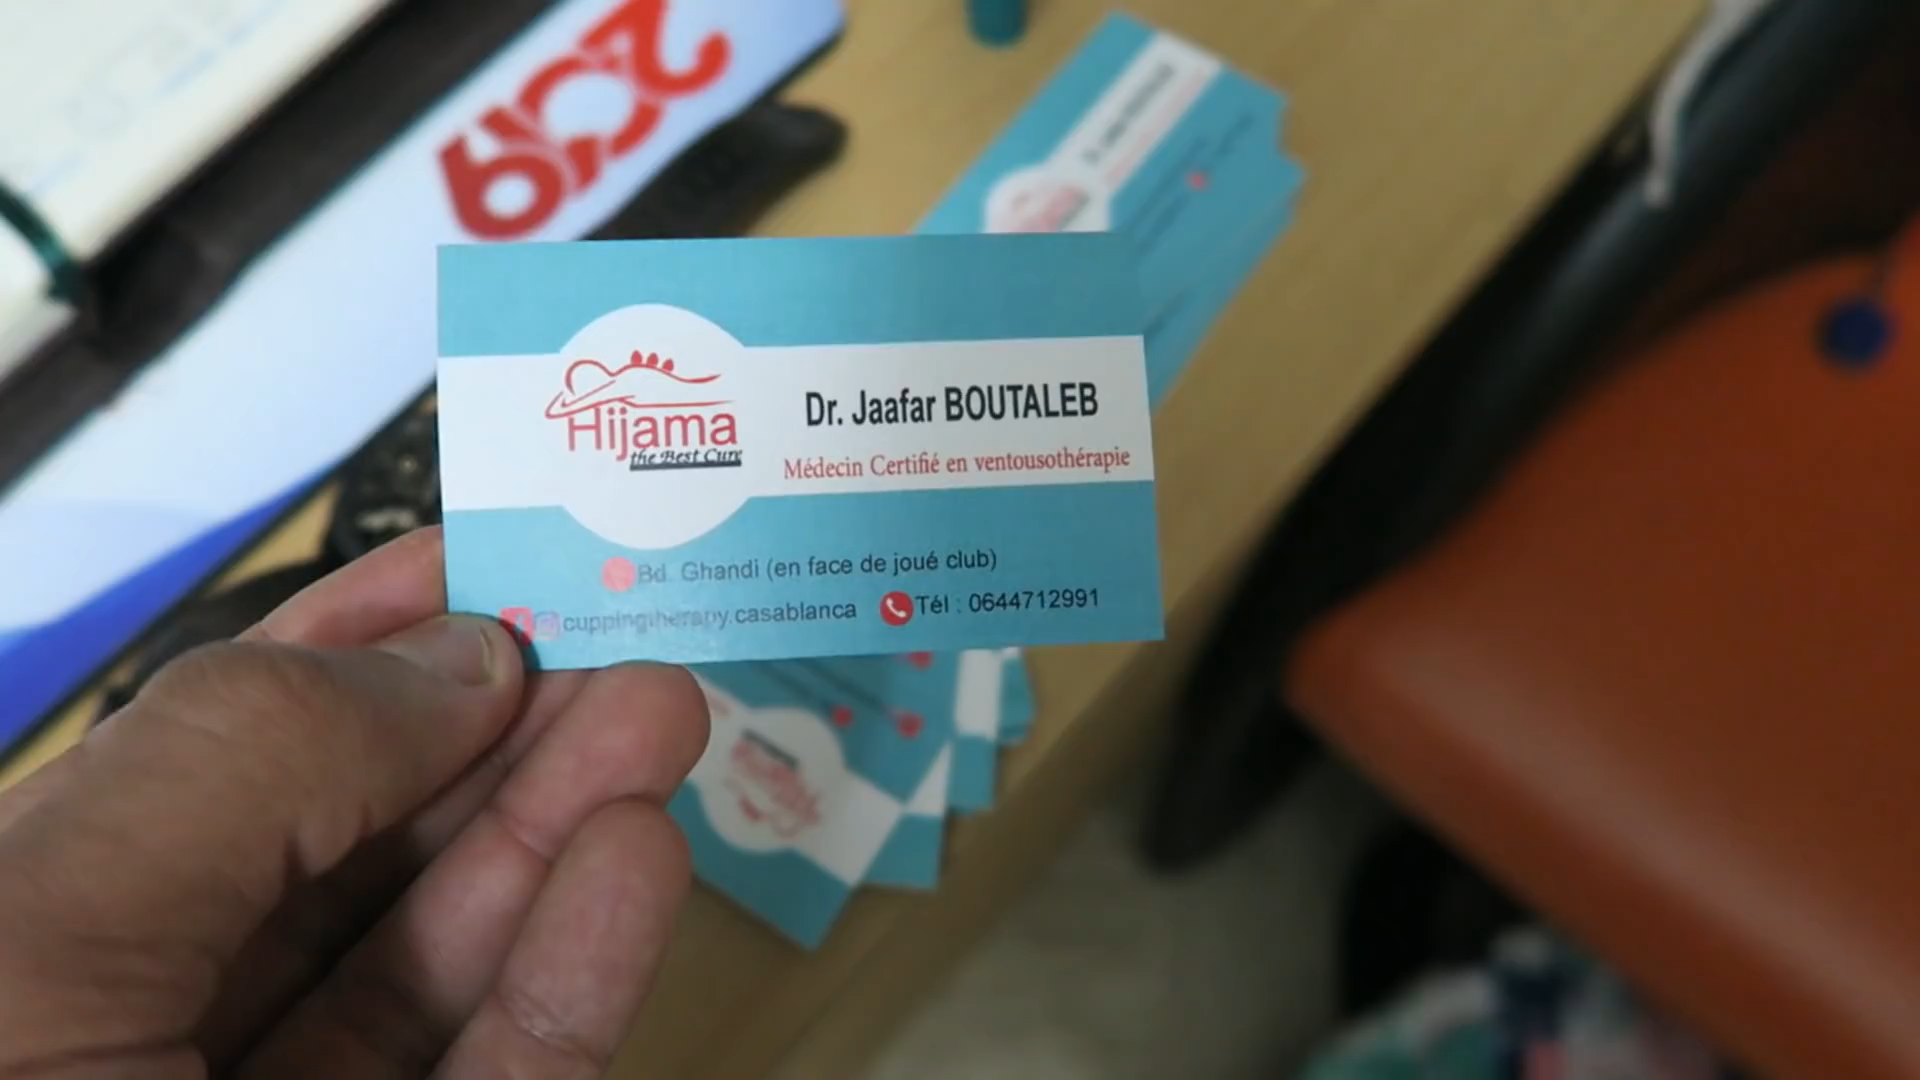 2019
Hijama
the Best Cure
Dr. Jaafar BOUTALEB
Médecin Certifié en ventousothérapie
Bd. Ghandi (en face de joué club)
cuppingtherapy.casablanca
Tél : 0644712991